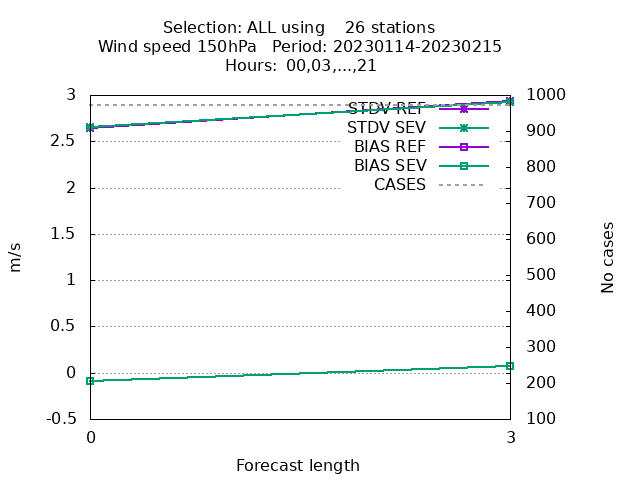 Selection: ALL using    26 stations
Wind speed 150hPa   Period: 20230114-20230215
Hours:  00,03,...,21
3
2.5
2
1.5
1
0.5
0
-0.5
m/s
STDV REF
STDV SEV
BIAS REF
BIAS SEV
CASES
1000
900
800
700
600
500
400
300
200
100
No cases
0
3
Forecast length